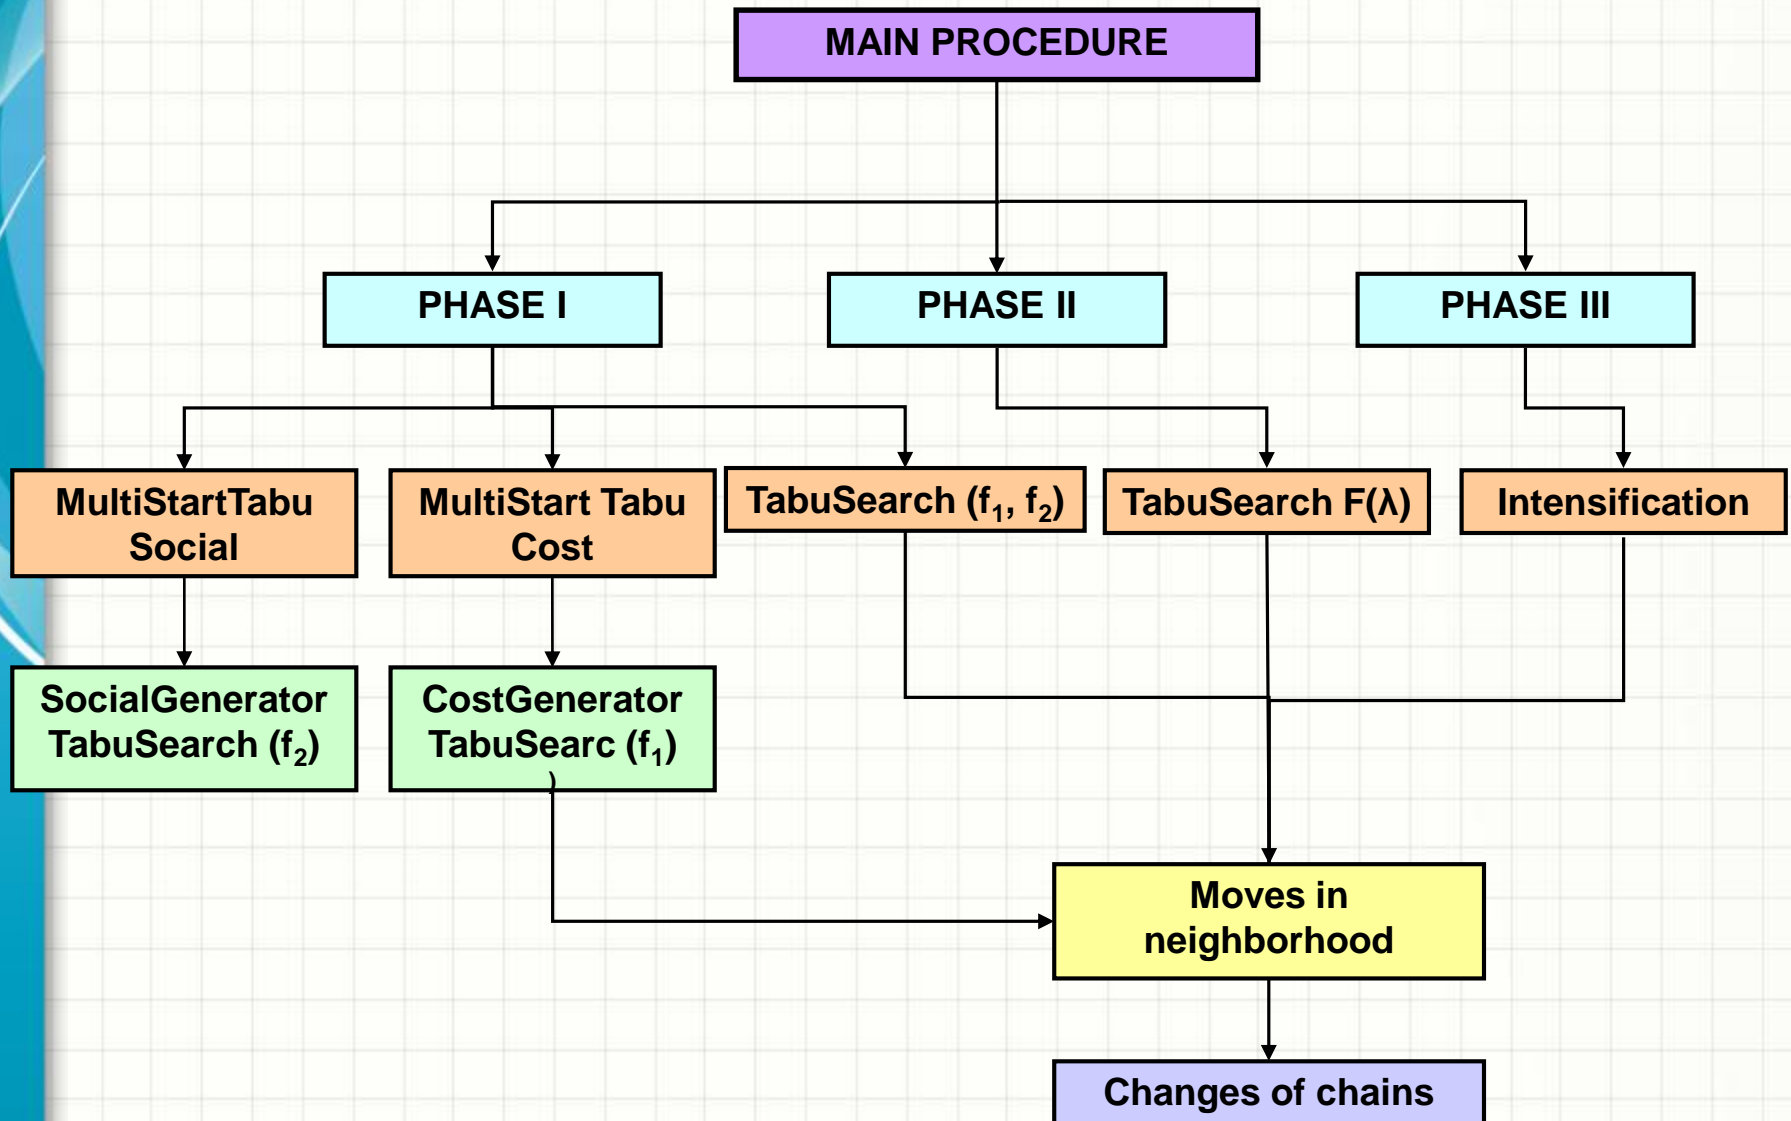 MAIN PROCEDURE
PHASE I
PHASE II
PHASE III
MultiStartTabu
Social
MultiStart Tabu
Cost
TabuSearch (f₁, f₂)
TabuSearch F(λ)
Intensification
SocialGenerator
TabuSearch (f₂)
CostGenerator
TabuSearc (f₁)
)
Moves in
neighborhood
Changes of chains